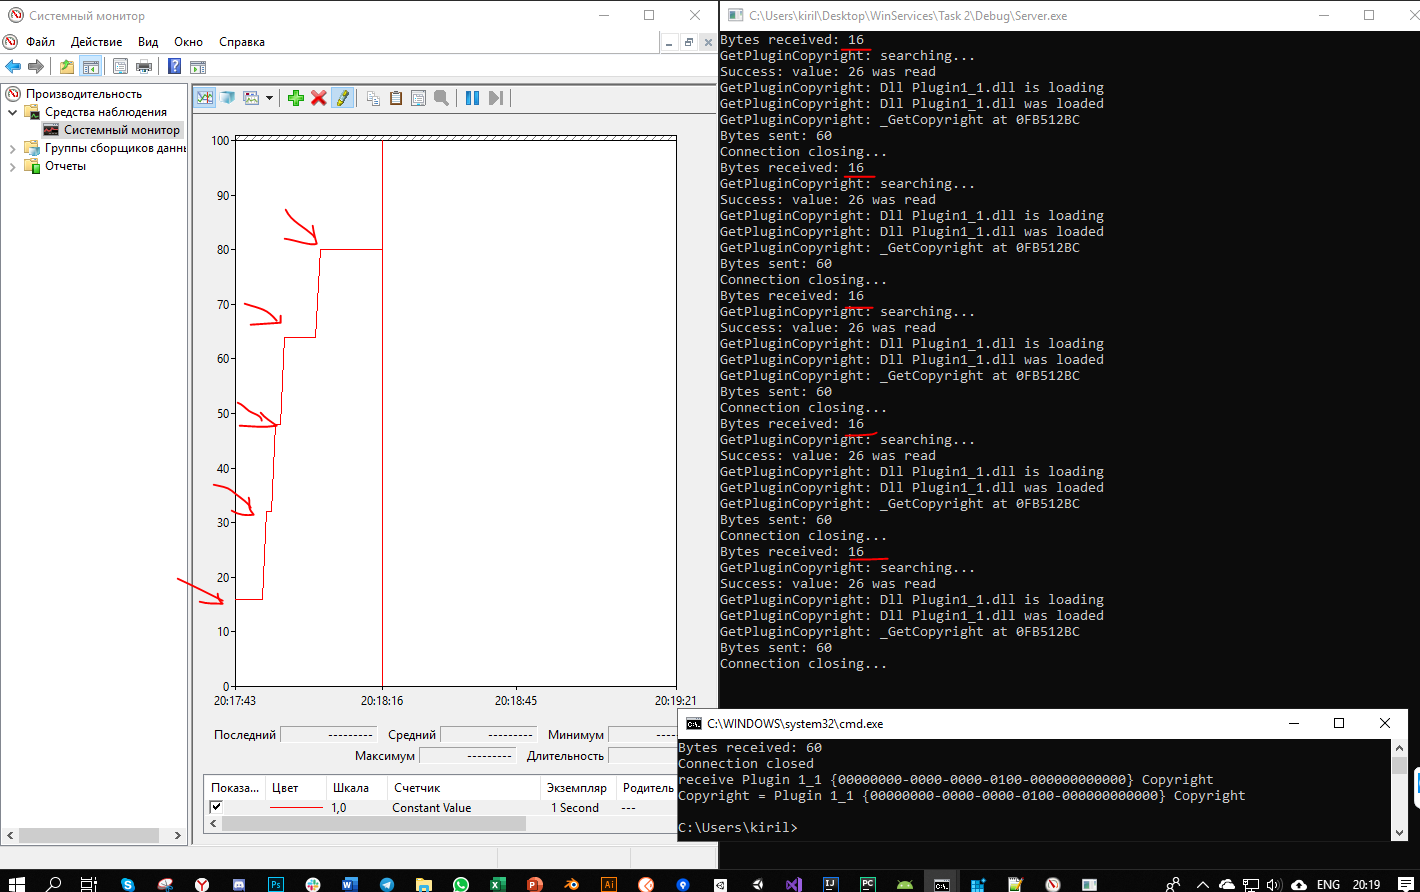 Системный монитор
Файл Действие Вид Окно Справка
Производительность
Средства наблюдения
Системный монитор
Группы сборщиков данн
Отчеты
100
90
80
70
60
50
40
30
20
10
0
20:17:43 20:18:16 20:18:45 20:19:21
Последний --------- Средний --------- Минимум ----
Максимум --------- Длительность
Показа... Цвет Шкала Счетчик Экземпляр Родитель
1,0 Constant Value 1 Second ---
C:\Users\kiril\Desktop\WinServices\Task 2\Debug\Server.exe
Bytes received: 16
GetPluginCopyright: searching...
Success: value: 26 was read
GetPluginCopyright: Dll Plugin1_1.dll is loading
GetPluginCopyright: Dll Plugin1_1.dll was loaded
GetPluginCopyright: _GetCopyright at 0FB512BC
Bytes sent: 60
Connection closing...
Bytes received: 16
GetPluginCopyright: searching...
Success: value: 26 was read
GetPluginCopyright: Dll Plugin1_1.dll is loading
GetPluginCopyright: Dll Plugin1_1.dll was loaded
GetPluginCopyright: _GetCopyright at 0FB512BC
Bytes sent: 60
Connection closing...
Bytes received: 16
GetPluginCopyright: searching...
Success: value: 26 was read
GetPluginCopyright: Dll Plugin1_1.dll is loading
GetPluginCopyright: Dll Plugin1_1.dll was loaded
GetPluginCopyright: _GetCopyright at 0FB512BC
Bytes sent: 60
Connection closing...
Bytes received: 16
GetPluginCopyright: searching...
Success: value: 26 was read
GetPluginCopyright: Dll Plugin1_1.dll is loading
GetPluginCopyright: Dll Plugin1_1.dll was loaded
GetPluginCopyright: _GetCopyright at 0FB512BC
Bytes sent: 60
Connection closing...
Bytes received: 16
GetPluginCopyright: searching...
Success: value: 26 was read
GetPluginCopyright: Dll Plugin1_1.dll is loading
GetPluginCopyright: Dll Plugin1_1.dll was loaded
GetPluginCopyright: _GetCopyright at 0FB512BC
Bytes sent: 60
Connection closing...
C:\WINDOWS\system32\cmd.exe
Bytes received: 60
Connection closed
receive Plugin 1_1 {00000000-0000-0000-0100-000000000000} Copyright
Copyright = Plugin 1_1 {00000000-0000-0000-0100-000000000000} Copyright
C:\Users\kiril>
ENG 20:19